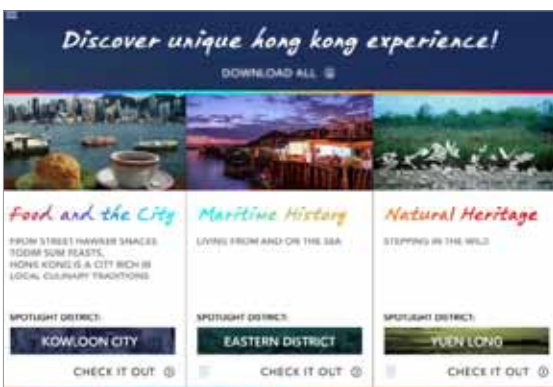 Discover unique hong kong experience!
DOWNLOAD ALL
Food and the City
FROM STREET HAWKER SNACKS
TODIM SUM FEASTS,
HONG KONG IS A CITY RICH IN
LOCAL CULINARY TRADITIONS
SPOTLIGHT DISTRICT:
KOWLOON CITY
CHECK IT OUT
Maritime History
LIVING FROM AND ON THE SEA
SPOTLIGHT DISTRICT:
EASTERN DISTRICT
CHECK IT OUT
Natural Heritage
STEPPING IN THE WILD
SPOTLIGHT DISTRICT:
YUEN LONG
CHECK IT OUT